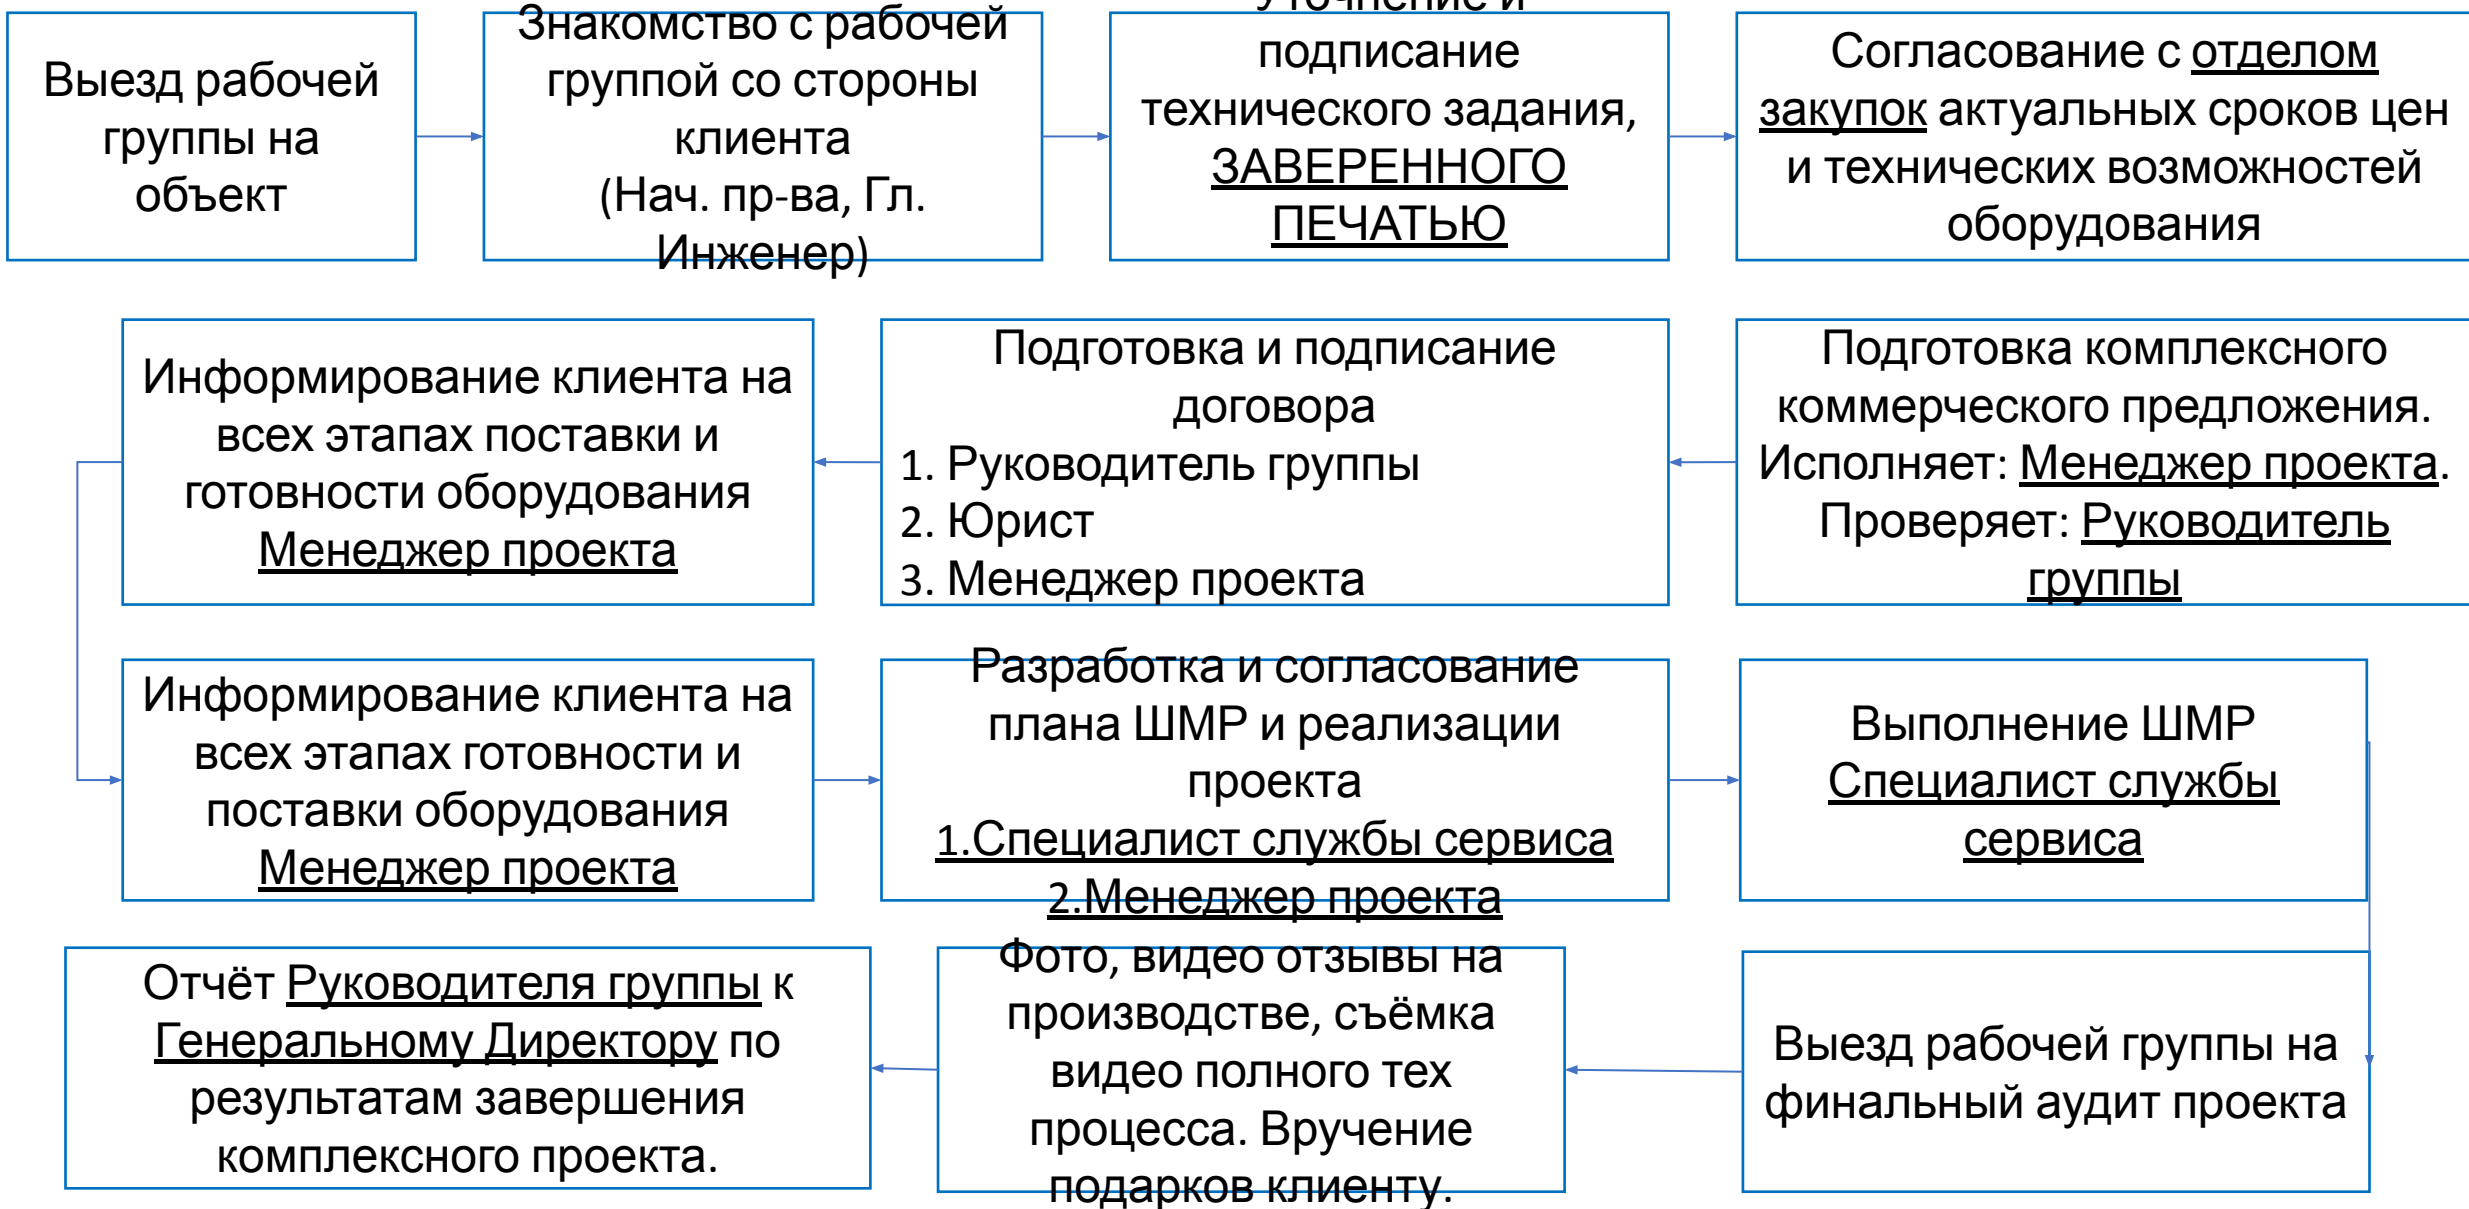 Выезд рабочей
группы на
объект
Знакомство с рабочей
группой со стороны
клиента
(Нач. пр-ва, Гл.
Инженер)
Уточнение и
подписание
технического задания,
ЗАВЕРЕННОГО
ПЕЧАТЬЮ
Согласование с отделом
закупок актуальных сроков цен
и технических возможностей
оборудования
Подготовка комплексного
коммерческого предложения.
Исполняет: Менеджер проекта.
Проверяет: Руководитель
группы
Подготовка и подписание
договора
1. Руководитель группы
2. Юрист
3. Менеджер проекта
Информирование клиента на
всех этапах поставки и
готовности оборудования
Менеджер проекта
Информирование клиента на
всех этапах готовности и
поставки оборудования
Менеджер проекта
Разработка и согласование
плана ШМР и реализации
проекта
1.Специалист службы сервиса
2.Менеджер проекта
Выполнение ШМР
Специалист службы
сервиса
Выезд рабочей группы на
финальный аудит проекта
Фото, видео отзывы на
производстве, съёмка
видео полного тех
процесса. Вручение
подарков клиенту.
Отчёт Руководителя группы к
Генеральному Директору по
результатам завершения
комплексного проекта.